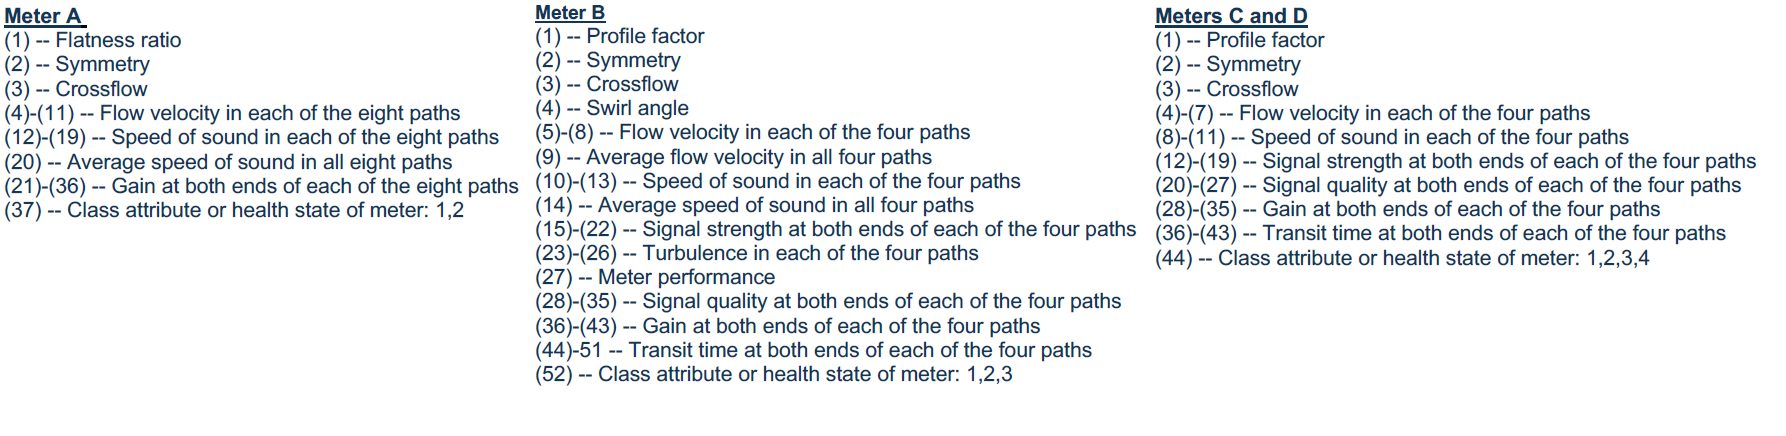 Meter A
(1) -- Flatness ratio
(2) -- Symmetry
(3) -- Crossflow
(4)-(11) -- Flow velocity in each of the eight paths
(12)-(19) -- Speed of sound in each of the eight paths
(20) -- Average speed of sound in all eight paths
(21)-(36) -- Gain at both ends of each of the eight paths
(37) -- Class attribute or health state of meter: 1,2
Meter B
(1) -- Profile factor
(2) -- Symmetry
(3) -- Crossflow
(4) -- Swirl angle
(5)-(8) -- Flow velocity in each of the four paths
(9) -- Average flow velocity in all four paths
(10)-(13) -- Speed of sound in each of the four paths
(14) -- Average speed of sound in all four paths
(15)-(22) -- Signal strength at both ends of each of the four paths
(23)-(26) -- Turbulence in each of the four paths
(27) -- Meter performance
(28)-(35) -- Signal quality at both ends of each of the four paths
(36)-(43) -- Gain at both ends of each of the four paths
(44)-51 -- Transit time at both ends of each of the four paths
(52) -- Class attribute or health state of meter: 1,2,3
Meters C and D
(1) -- Profile factor
(2) -- Symmetry
(3) -- Crossflow
(4)-(7) -- Flow velocity in each of the four paths
(8)-(11) -- Speed of sound in each of the four paths
(12)-(19) -- Signal strength at both ends of each of the four paths
(20)-(27) -- Signal quality at both ends of each of the four paths
(28)-(35) -- Gain at both ends of each of the four paths
(36)-(43) -- Transit time at both ends of each of the four paths
(44) -- Class attribute or health state of meter: 1,2,3,4